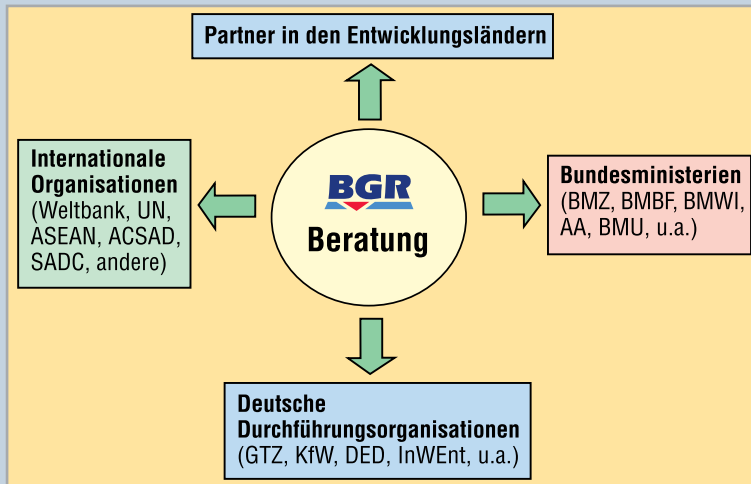 Partner in den Entwicklungsländern
Internationale
Organisationen
(Weltbank, UN,
ASEAN, ACSAD,
SADC, andere)
BGR
Beratung
Bundesministerien
(BMZ, BMBF, BMWI,
AA, BMU, u.a.)
Deutsche
Durchführungsorganisationen
(GTZ, KfW, DED, InWEnt, u.a.)